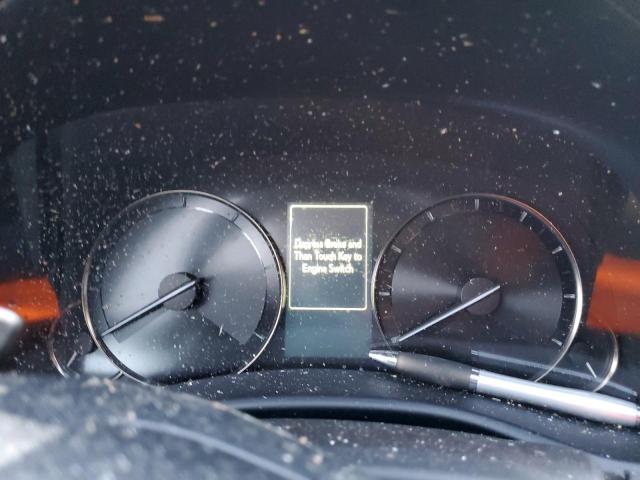 Depress Brake and
Then Touch Key to
Engine Switch